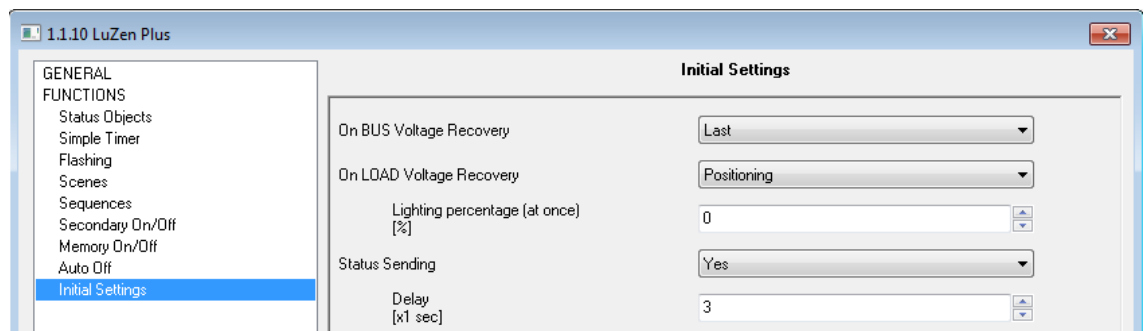 1.1.10 LuZen Plus
GENERAL
FUNCTIONS
Status Objects
Simple Timer
Flashing
Scenes
Sequences
Secondary On/Off
Memory On/Off
Auto Off
Initial Settings
Initial Settings
On BUS Voltage Recovery
Last
On LOAD Voltage Recovery
Positioning
Lighting percentage (at once)
[%]
0
Status Sending
Yes
Delay
[x1 sec]
3